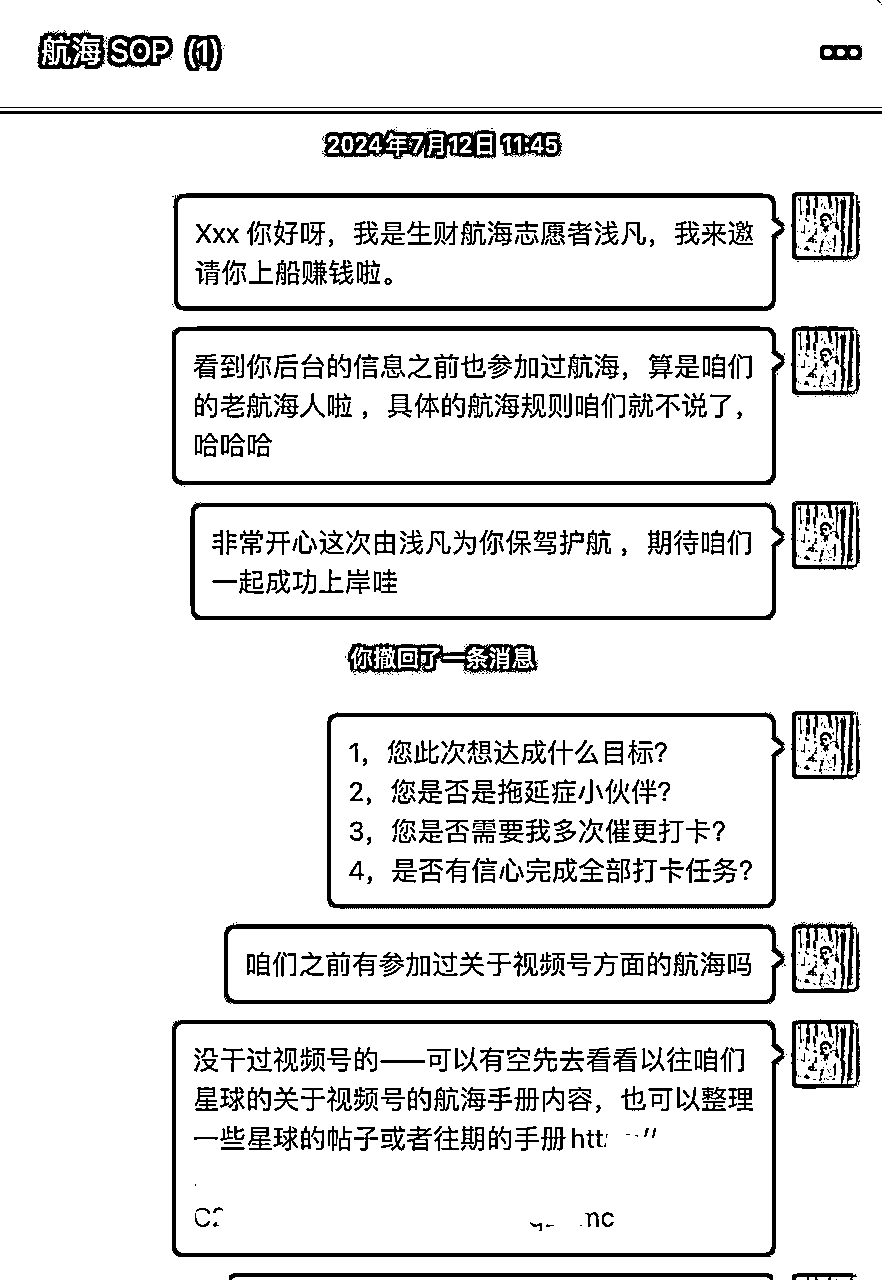 航海 SOP（1）
2024年7月12日 11:45
Xxx 你好呀，我是生财航海志愿者浅凡，我来邀
请你上船赚钱啦。
看到你后台的信息之前也参加过航海，算是咱们
的老航海人啦 ，具体的航海规则咱们就不说了，
哈哈哈
非常开心这次由浅凡为你保驾护航 ，期待咱们
一起成功上岸哇
你撤回了一条消息
1，您此次想达成什么目标？
2，您是否是拖延症小伙伴？
3，您是否需要我多次催更打卡？
4，是否有信心完成全部打卡任务？
咱们之前有参加过关于视频号方面的航海吗
没干过视频号的——可以有空先去看看以往咱们
星球的关于视频号的航海手册内容，也可以整理
一些星球的帖子或者往期的手册